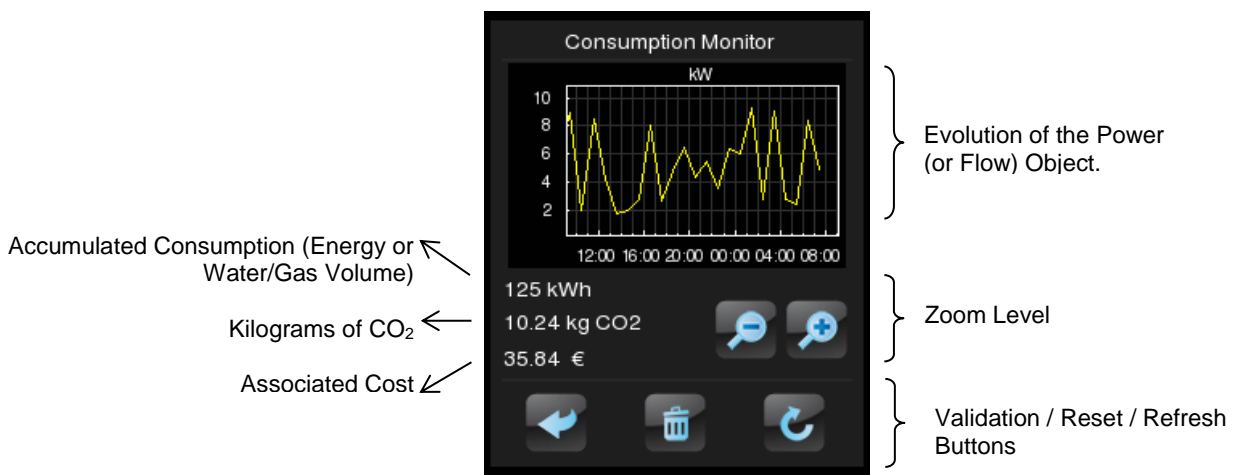 Consumption Monitor
kW
10
8
6
4
2
12:00 16:00 20:00 00:00 04:00 08:00
Evolution of the Power
(or Flow) Object.
Accumulated Consumption (Energy or
Water/Gas Volume)
Kilograms of CO₂
Associated Cost
125 kWh
10.24 kg CO2
35.84 €
Zoom Level
Validation / Reset / Refresh
Buttons